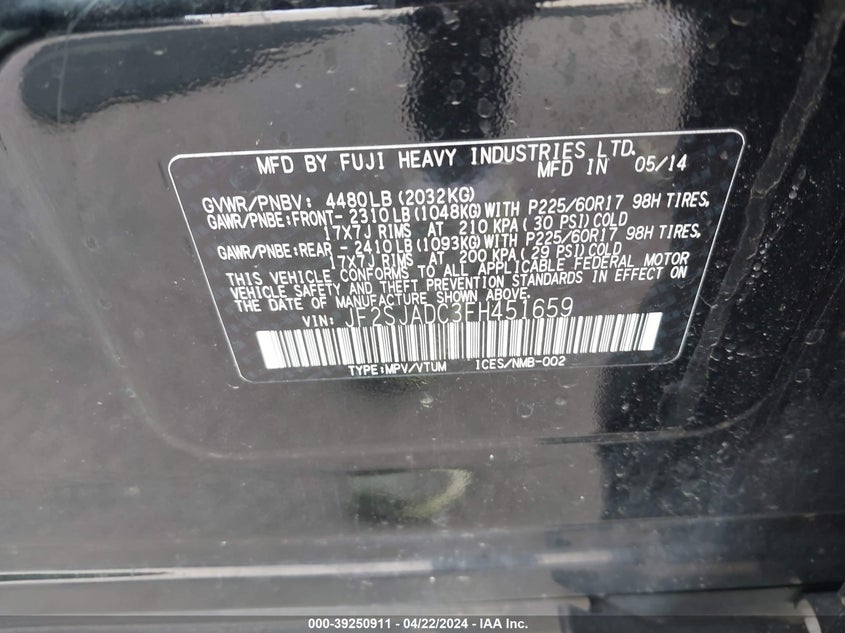 MFD BY FUJI HEAVY INDUSTRIES LTD.
MFD IN 05/14
GVWR/PNBV: 4480LB (2032KG)
GAWR/PNBE:FRONT- 2310LB (1048KG) WITH P225/60R17 98H TIRES,
17X7J RIMS AT 210 KPA ( 30 PSI) COLD
GAWR/PNBE:REAR - 2410LB (1093KG) WITH P225/60R17 98H TIRES,
17X7J RIMS AT 200 KPA ( 29 PSI) COLD
THIS VEHICLE CONFORMS TO ALL APPLICABLE FEDERAL MOTOR
VEHICLE SAFETY AND THEFT PREVENTION STANDARDS IN EFFECT ON
THE DATE OF MANUFACTURE SHOWN ABOVE.
VIN: JF2SJADC3EH451659
TYPE:MPV/VTUM ICES/NMB-002
000-39250911 - 04/22/2024 - IAA Inc.